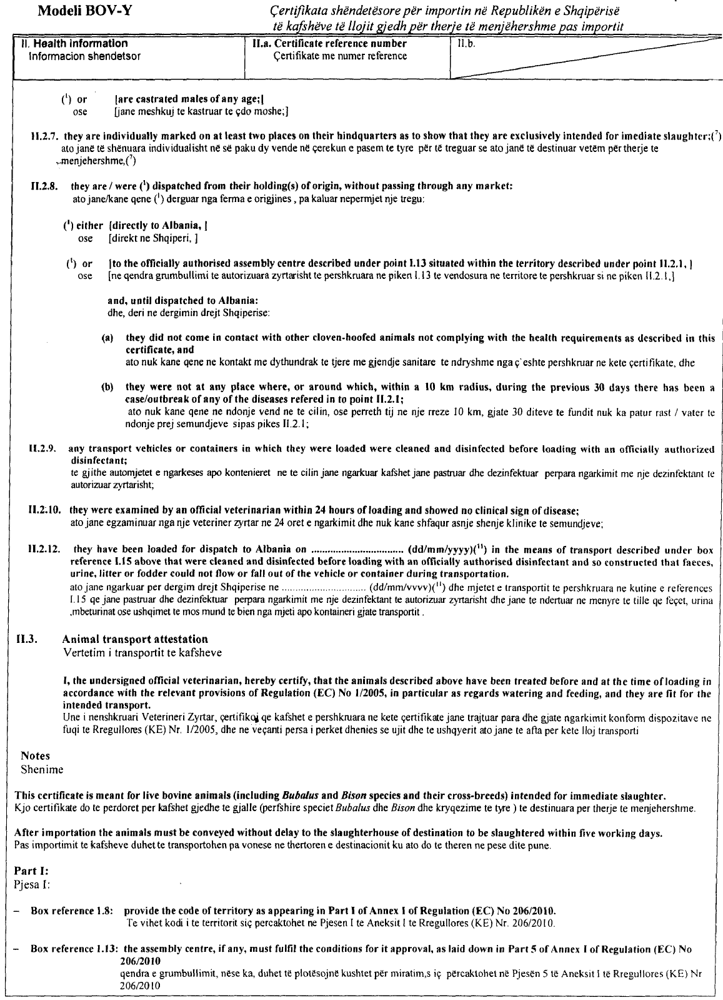 Modeli BOV-Y
Çertifikata shëndetësore për importin në Republikën e Shqipërisë
të kafshëve të llojit gjedh për therje të menjëhershme pas importit
II. Health information
Informacion shendetsor
II.a. Certificate reference number
Çertifikate me numer reference
II.b.
(¹) or [are castrated males of any age;]
ose [jane meshkuj te kastruar te çdo moshe;]
II.2.7. they are individually marked on at least two places on their hindquarters as to show that they are exclusively intended for imediate slaughter;(⁷)
ato janë të shënuara individualisht në së paku dy vende në çerekun e pasem te tyre për të treguar se ato janë të destinuar vetëm për therje te
menjehershme,(⁷)
II.2.8. they are / were (¹) dispatched from their holding(s) of origin, without passing through any market:
ato jane/kane qene (¹) derguar nga ferma e origjines , pa kaluar nepermjet nje tregu:
(¹) either [directly to Albania, ]
ose [direkt ne Shqiperi, ]
(¹) or [to the officially authorised assembly centre described under point I.13 situated within the territory described under point II.2.1, ]
ose [ne qendra grumbullimi te autorizuara zyrtarisht te pershkruara ne piken I.13 te vendosura ne territore te pershkruar si ne piken II.2.1,]
and, until dispatched to Albania:
dhe, deri ne dergimin drejt Shqiperise:
(a) they did not come in contact with other cloven-hoofed animals not complying with the health requirements as described in this
certificate, and
ato nuk kane qene ne kontakt me dythundrak te tjere me gjendje sanitare te ndryshme nga ç'eshte pershkruar ne kete çertifikate, dhe
(b) they were not at any place where, or around which, within a 10 km radius, during the previous 30 days there has been a
case/outbreak of any of the diseases refered in to point II.2.1;
ato nuk kane qene ne ndonje vend ne te cilin, ose perreth tij ne nje rreze 10 km, gjate 30 diteve te fundit nuk ka patur rast / vater te
ndonje prej semundjeve sipas pikes II.2.1;
II.2.9. any transport vehicles or containers in which they were loaded were cleaned and disinfected before loading with an officially authorized
disinfectant;
te gjithe automjetet e ngarkeses apo kontenieret ne te cilin jane ngarkuar kafshet jane pastruar dhe dezinfektuar perpara ngarkimit me nje dezinfektant te
autorizuar zyrtarisht;
II.2.10. they were examined by an official veterinarian within 24 hours of loading and showed no clinical sign of disease;
ato jane egzaminuar nga nje veteriner zyrtar ne 24 oret e ngarkimit dhe nuk kane shfaqur asnje shenje klinike te semundjeve;
II.2.12. they have been loaded for dispatch to Albania on .................................. (dd/mm/yyyy)(¹¹) in the means of transport described under box
reference I.15 above that were cleaned and disinfected before loading with an officially authorised disinfectant and so constructed that faeces,
urine, litter or fodder could not flow or fall out of the vehicle or container during transportation.
ato jane ngarkuar per dergim drejt Shqiperise ne .............................. (dd/mm/vvvv)(¹¹) dhe mjetet e transportit te pershkruara ne kutine e references
I.15 qe jane pastruar dhe dezinfektuar perpara ngarkimit me nje dezinfektant te autorizuar zyrtarisht dhe jane te ndertuar ne menyre te tille qe feçet, urina
,mbeturinat ose ushqimet te mos mund te bien nga mjeti apo kontaineri gjate transportit .
II.3. Animal transport attestation
Vertetim i transportit te kafsheve
I, the undersigned official veterinarian, hereby certify, that the animals described above have been treated before and at the time of loading in
accordance with the relevant provisions of Regulation (EC) No 1/2005, in particular as regards watering and feeding, and they are fit for the
intended transport.
Une i nenshkruari Veterineri Zyrtar, çertifikoj qe kafshet e pershkruara ne kete çertifikate jane trajtuar para dhe gjate ngarkimit konform dispozitave ne
fuqi te Rregullores (KE) Nr. 1/2005, dhe ne veçanti persa i perket dhenies se ujit dhe te ushqyerit ato jane te afta per kete lloj transporti
Notes
Shenime
This certificate is meant for live bovine animals (including Bubalus and Bison species and their cross-breeds) intended for immediate slaughter.
Kjo certifikate do te perdoret per kafshet gjedhe te gjalle (perfshire speciet Bubalus dhe Bison dhe kryqezime te tyre ) te destinuara per therje te menjehershme.
After importation the animals must be conveyed without delay to the slaughterhouse of destination to be slaughtered within five working days.
Pas importimit te kafsheve duhet te transportohen pa vonese ne thertoren e destinacionit ku ato do te theren ne pese dite pune.
Part I:
Pjesa I:
– Box reference 1.8: provide the code of territory as appearing in Part I of Annex I of Regulation (EC) No 206/2010.
Te vihet kodi i te territorit siç percaktohet ne Pjesen I te Aneksit I te Rregullores (KE) Nr. 206/2010.
– Box reference 1.13: the assembly centre, if any, must fulfil the conditions for it approval, as laid down in Part 5 of Annex I of Regulation (EC) No
206/2010
qendra e grumbullimit, nëse ka, duhet të plotësojnë kushtet për miratim,s iç përcaktohet në Pjesën 5 të Aneksit I të Rregullores (KE) Nr
206/2010